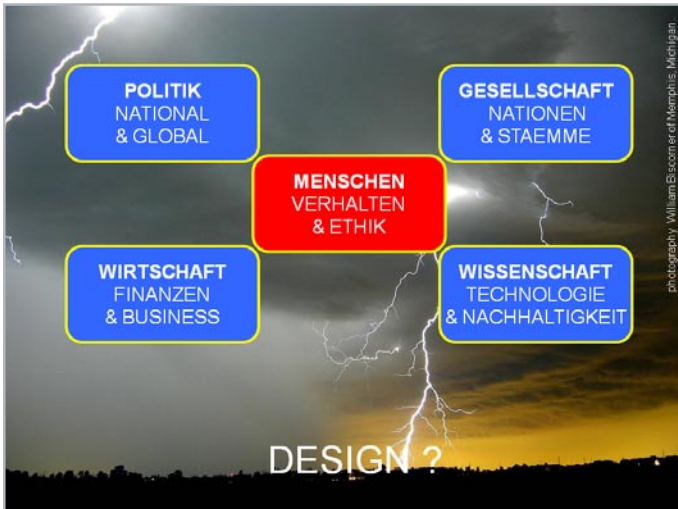 POLITIK
NATIONAL
& GLOBAL
GESELLSCHAFT
NATIONEN
& STAEMME
MENSCHEN
VERHALTEN
& ETHIK
WIRTSCHAFT
FINANZEN
& BUSINESS
WISSENSCHAFT
TECHNOLOGIE
& NACHHALTIGKEIT
DESIGN ?
photography William Biscorner of Memphis, Michigan